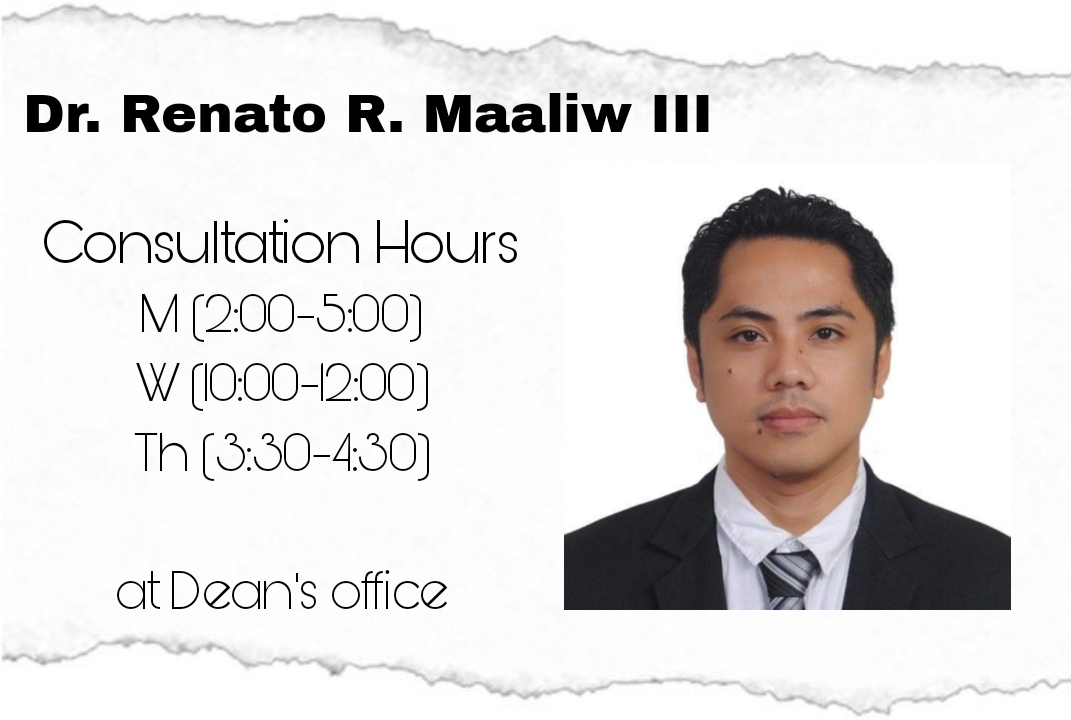 Dr. Renato R. Maaliw III
Consultation Hours
M (2:00-5:00)
W (10:00-12:00)
Th (3:30-4:30)
at Dean's office